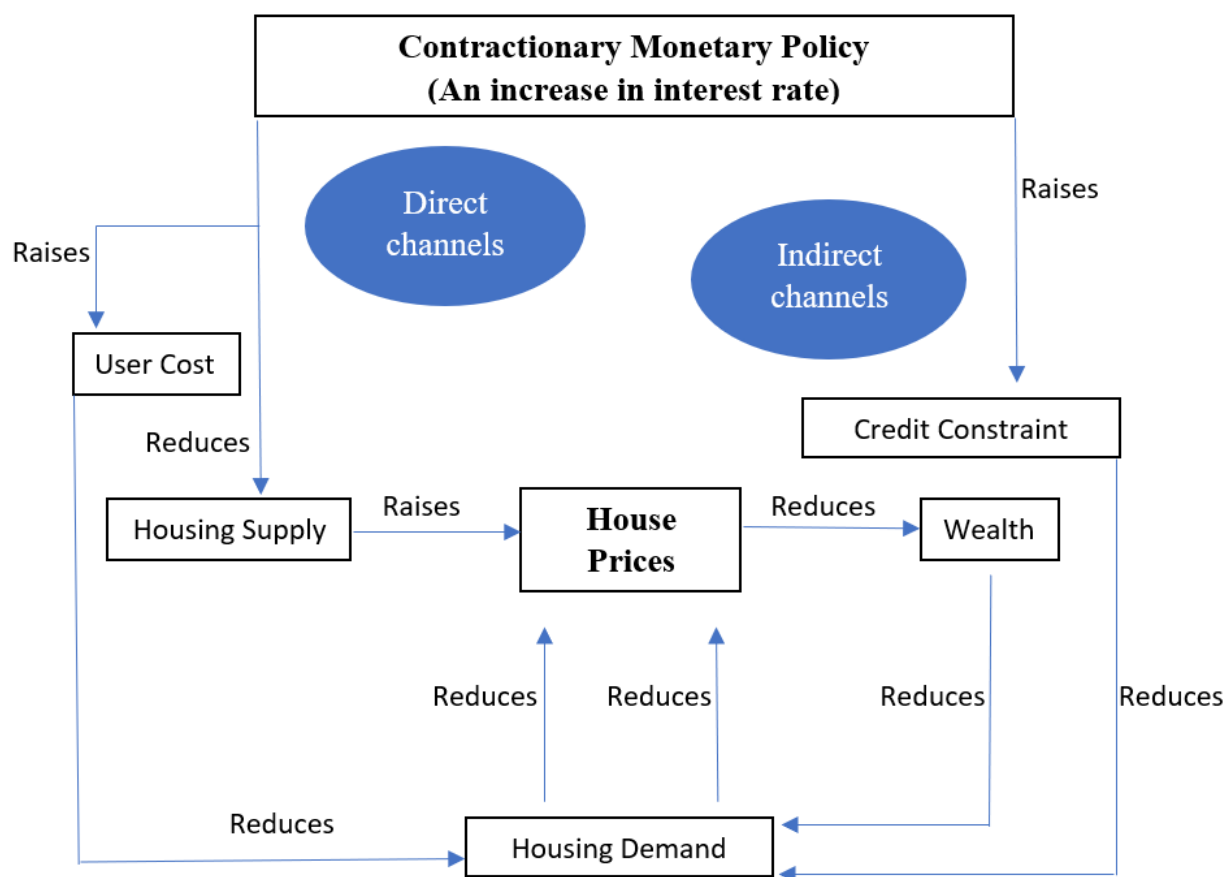 Contractionary Monetary Policy
(An increase in interest rate)
Direct
channels
Raises
Raises
Indirect
channels
User Cost
Credit Constraint
Reduces
Housing Supply
Raises
House
Prices
Reduces
Wealth
Reduces
Reduces
Reduces
Reduces
Reduces
Housing Demand